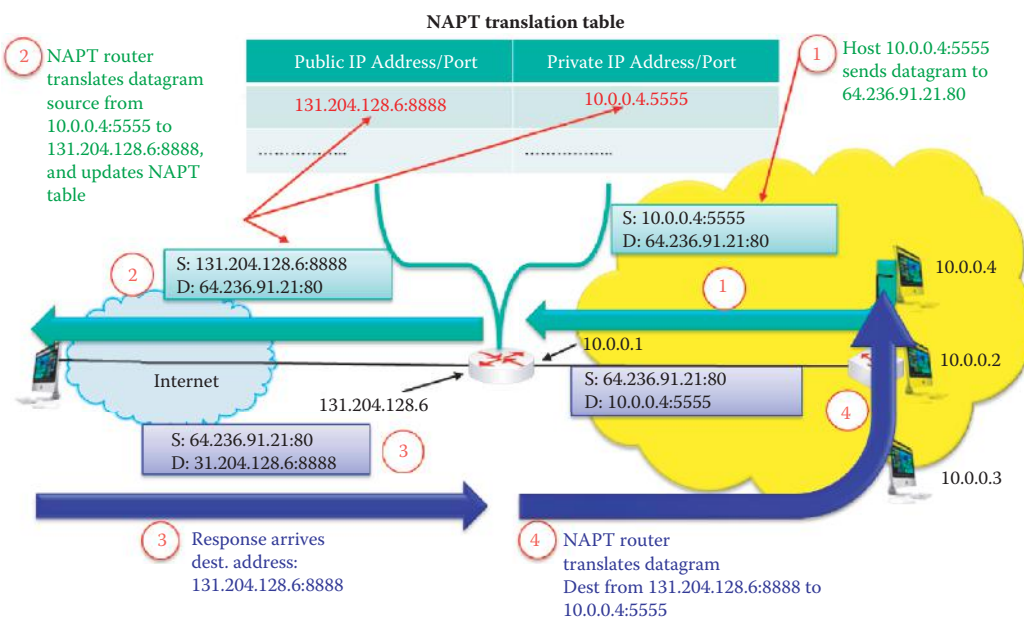 NAPT translation table
Public IP Address/Port
Private IP Address/Port
131.204.128.6:8888
10.0.0.4.5555
2
NAPT router
translates datagram
source from
10.0.0.4:5555 to
131.204.128.6:8888,
and updates NAPT
table
1
Host 10.0.0.4:5555
sends datagram to
64.236.91.21.80
S: 10.0.0.4:5555
D: 64.236.91.21:80
2
S: 131.204.128.6:8888
D: 64.236.91.21:80
1
10.0.0.4
10.0.0.1
10.0.0.2
Internet
131.204.128.6
S: 64.236.91.21:80
D: 10.0.0.4:5555
4
S: 64.236.91.21:80
D: 31.204.128.6:8888
3
10.0.0.3
3
Response arrives
dest. address:
131.204.128.6:8888
4
NAPT router
translates datagram
Dest from 131.204.128.6:8888 to
10.0.0.4:5555